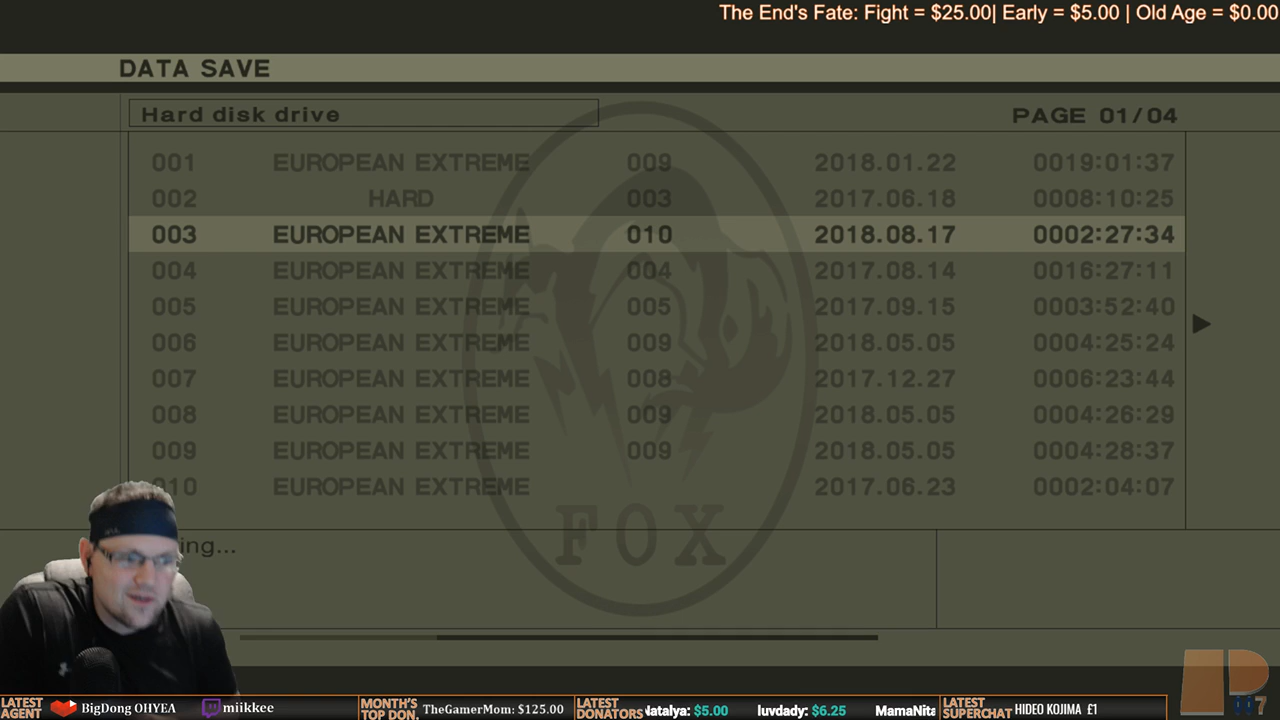 The End's Fate: Fight = $25.00| Early = $5.00 | Old Age = $0.00
DATA SAVE
Hard disk drive PAGE 01/04
001 EUROPEAN EXTREME 009 2018.01.22 0019:01:37
002 HARD 003 2017.06.18 0008:10:25
003 EUROPEAN EXTREME 010 2018.08.17 0002:27:34
004 EUROPEAN EXTREME 004 2017.08.14 0016:27:11
005 EUROPEAN EXTREME 005 2017.09.15 0003:52:40
006 EUROPEAN EXTREME 009 2018.05.05 0004:25:24
007 EUROPEAN EXTREME 008 2017.12.27 0006:23:44
008 EUROPEAN EXTREME 009 2018.05.05 0004:26:29
009 EUROPEAN EXTREME 009 2018.05.05 0004:28:37
010 EUROPEAN EXTREME 2017.06.23 0002:04:07
FOX
ing...
LATEST AGENT BigDong OHYEA miikkee MONTH'S TOP DON. TheGamerMom: $125.00 LATEST DONATORS Natalya: $5.00 luvdady: $6.25 MamaNita LATEST SUPERCHAT HIDEO KOJIMA £1